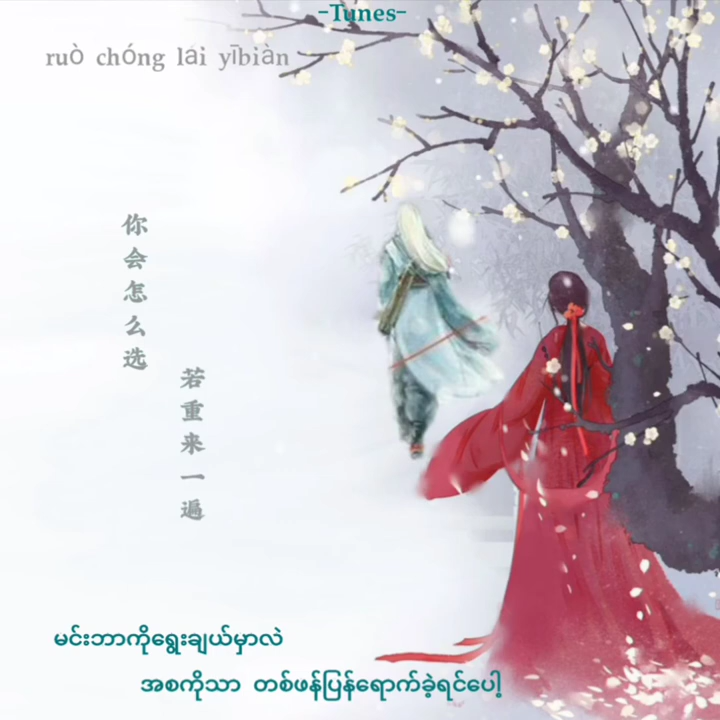 -Tunes-
ruò chóng lái yībiàn
你会怎么选
若重来一遍
မင်းဘာကိုရွေးချယ်မှာလဲ
အစကိုသာ တစ်ဖန်ပြန်ရောက်ခဲ့ရင်ပေါ့